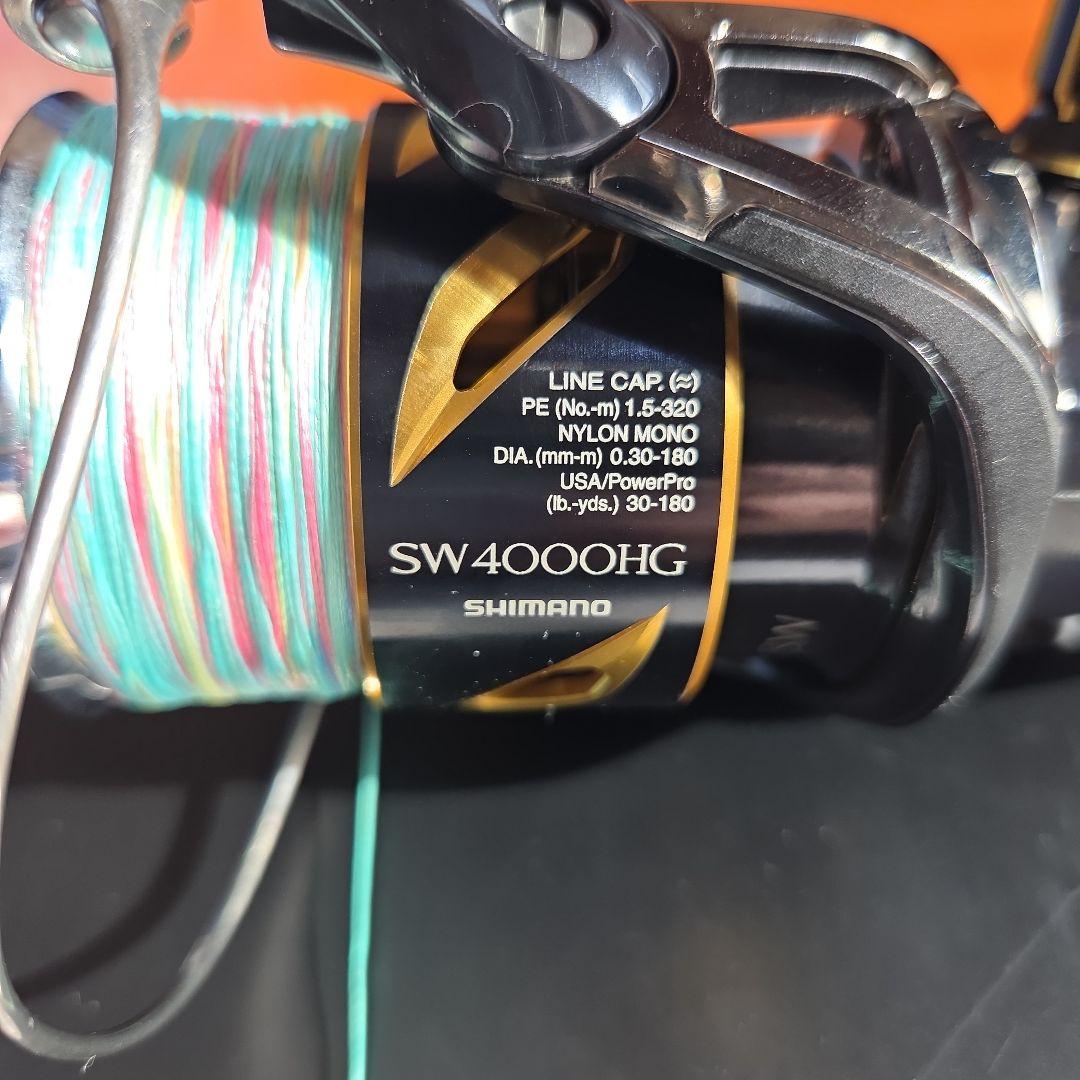 LINE CAP. (≈)
PE (No.-m) 1.5-320
NYLON MONO
DIA. (mm-m) 0.30-180
USA/PowerPro
(lb.-yds.) 30-180
SW4000HG
SHIMANO